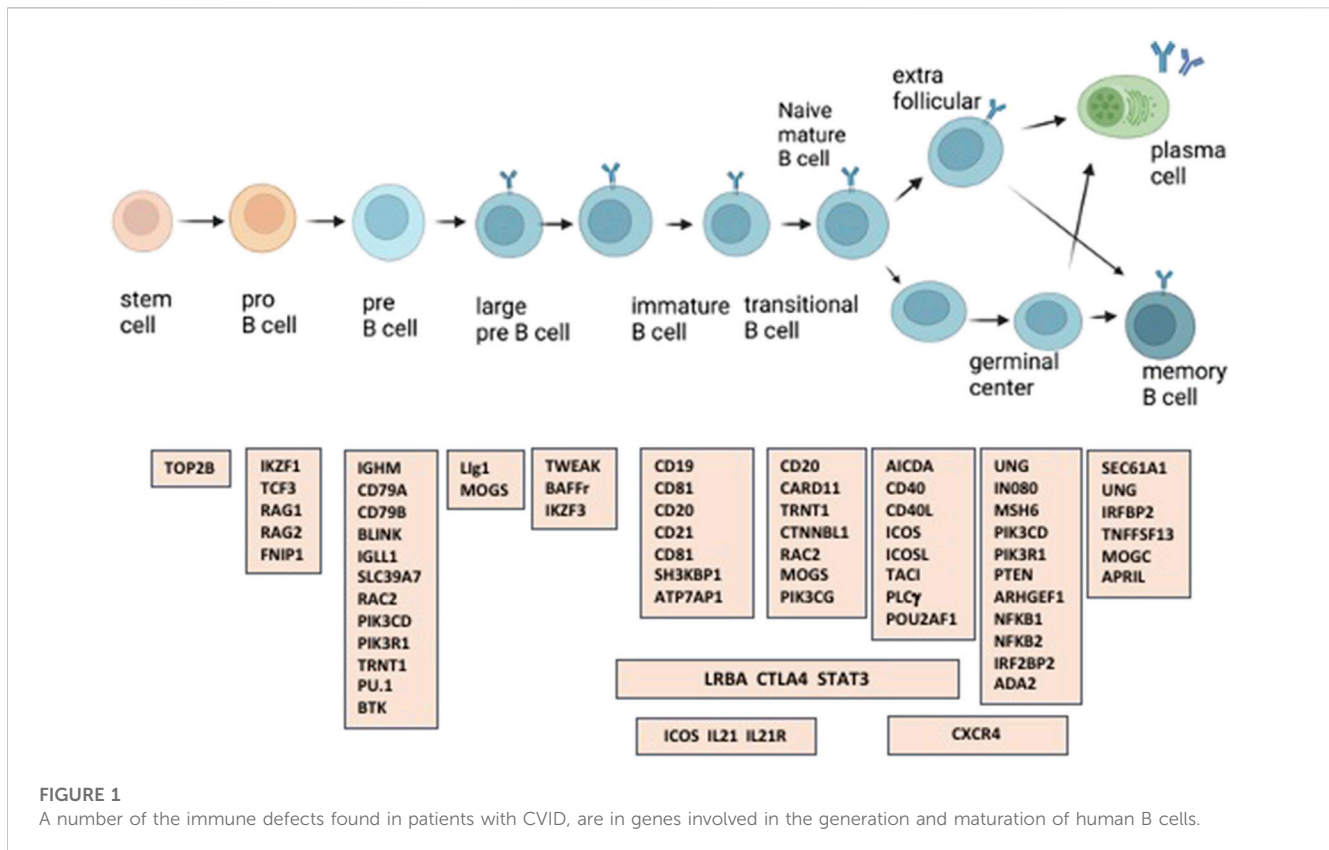 extra
follicular
Naive
mature
B cell
plasma
cell
stem
cell
pro
B cell
pre
B cell
large
pre B cell
immature
B cell
transitional
B cell
germinal
center
memory
B cell
TOP2B
IKZF1
TCF3
RAG1
RAG2
FNIP1
IGHM
CD79A
CD79B
BLINK
IGLL1
SLC39A7
RAC2
PIK3CD
PIK3R1
TRNT1
PU.1
BTK
LIg1
MOGS
TWEAK
BAFFr
IKZF3
CD19
CD81
CD20
CD21
CD81
SH3KBP1
ATP7AP1
CD20
CARD11
TRNT1
CTNNBL1
RAC2
MOGS
PIK3CG
AICDA
CD40
CD40L
ICOS
ICOSL
TACI
PLCγ
POU2AF1
UNG
IN080
MSH6
PIK3CD
PIK3R1
PTEN
ARHGEF1
NFKB1
NFKB2
IRF2BP2
ADA2
SEC61A1
UNG
IRFBP2
TNFFSF13
MOGC
APRIL
LRBA CTLA4 STAT3
ICOS IL21 IL21R
CXCR4
FIGURE 1
A number of the immune defects found in patients with CVID, are in genes involved in the generation and maturation of human B cells.